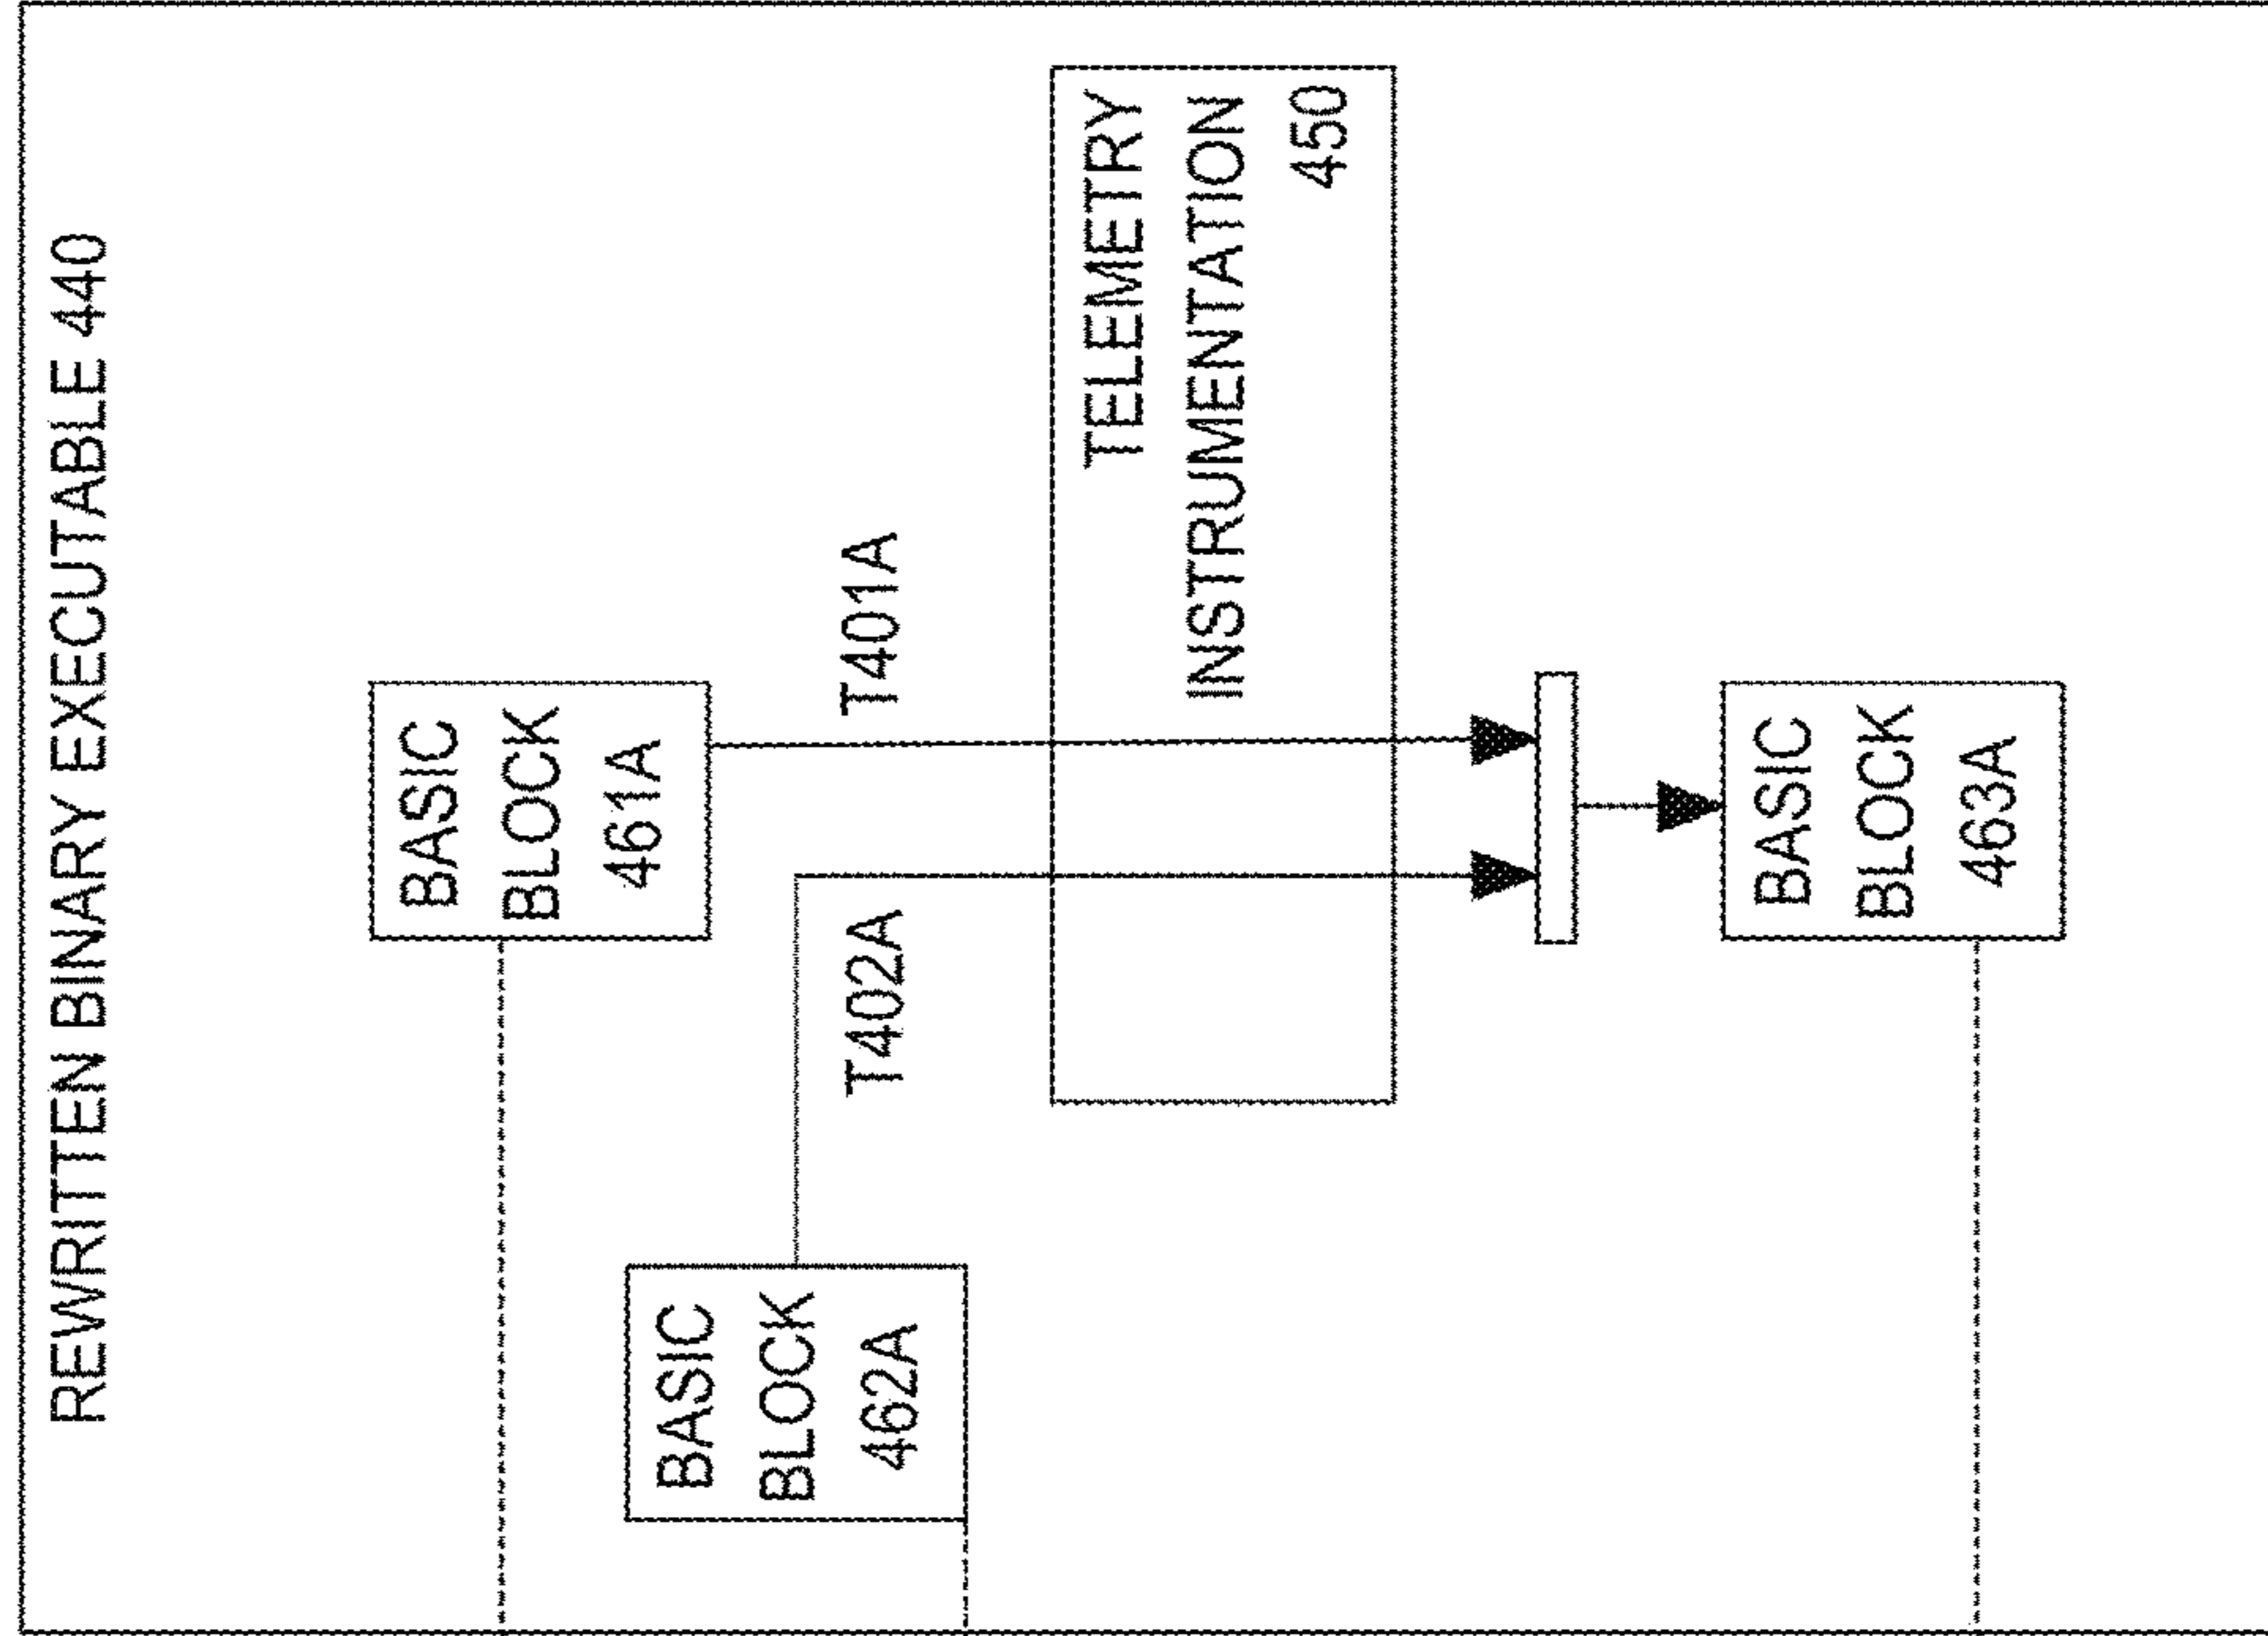 REWRITTEN BINARY EXECUTABLE 440
BASIC
BLOCK
461A
BASIC
BLOCK
462A
T401A
T402A
TELEMETRY
INSTRUMENTATION
450
BASIC
BLOCK
463A